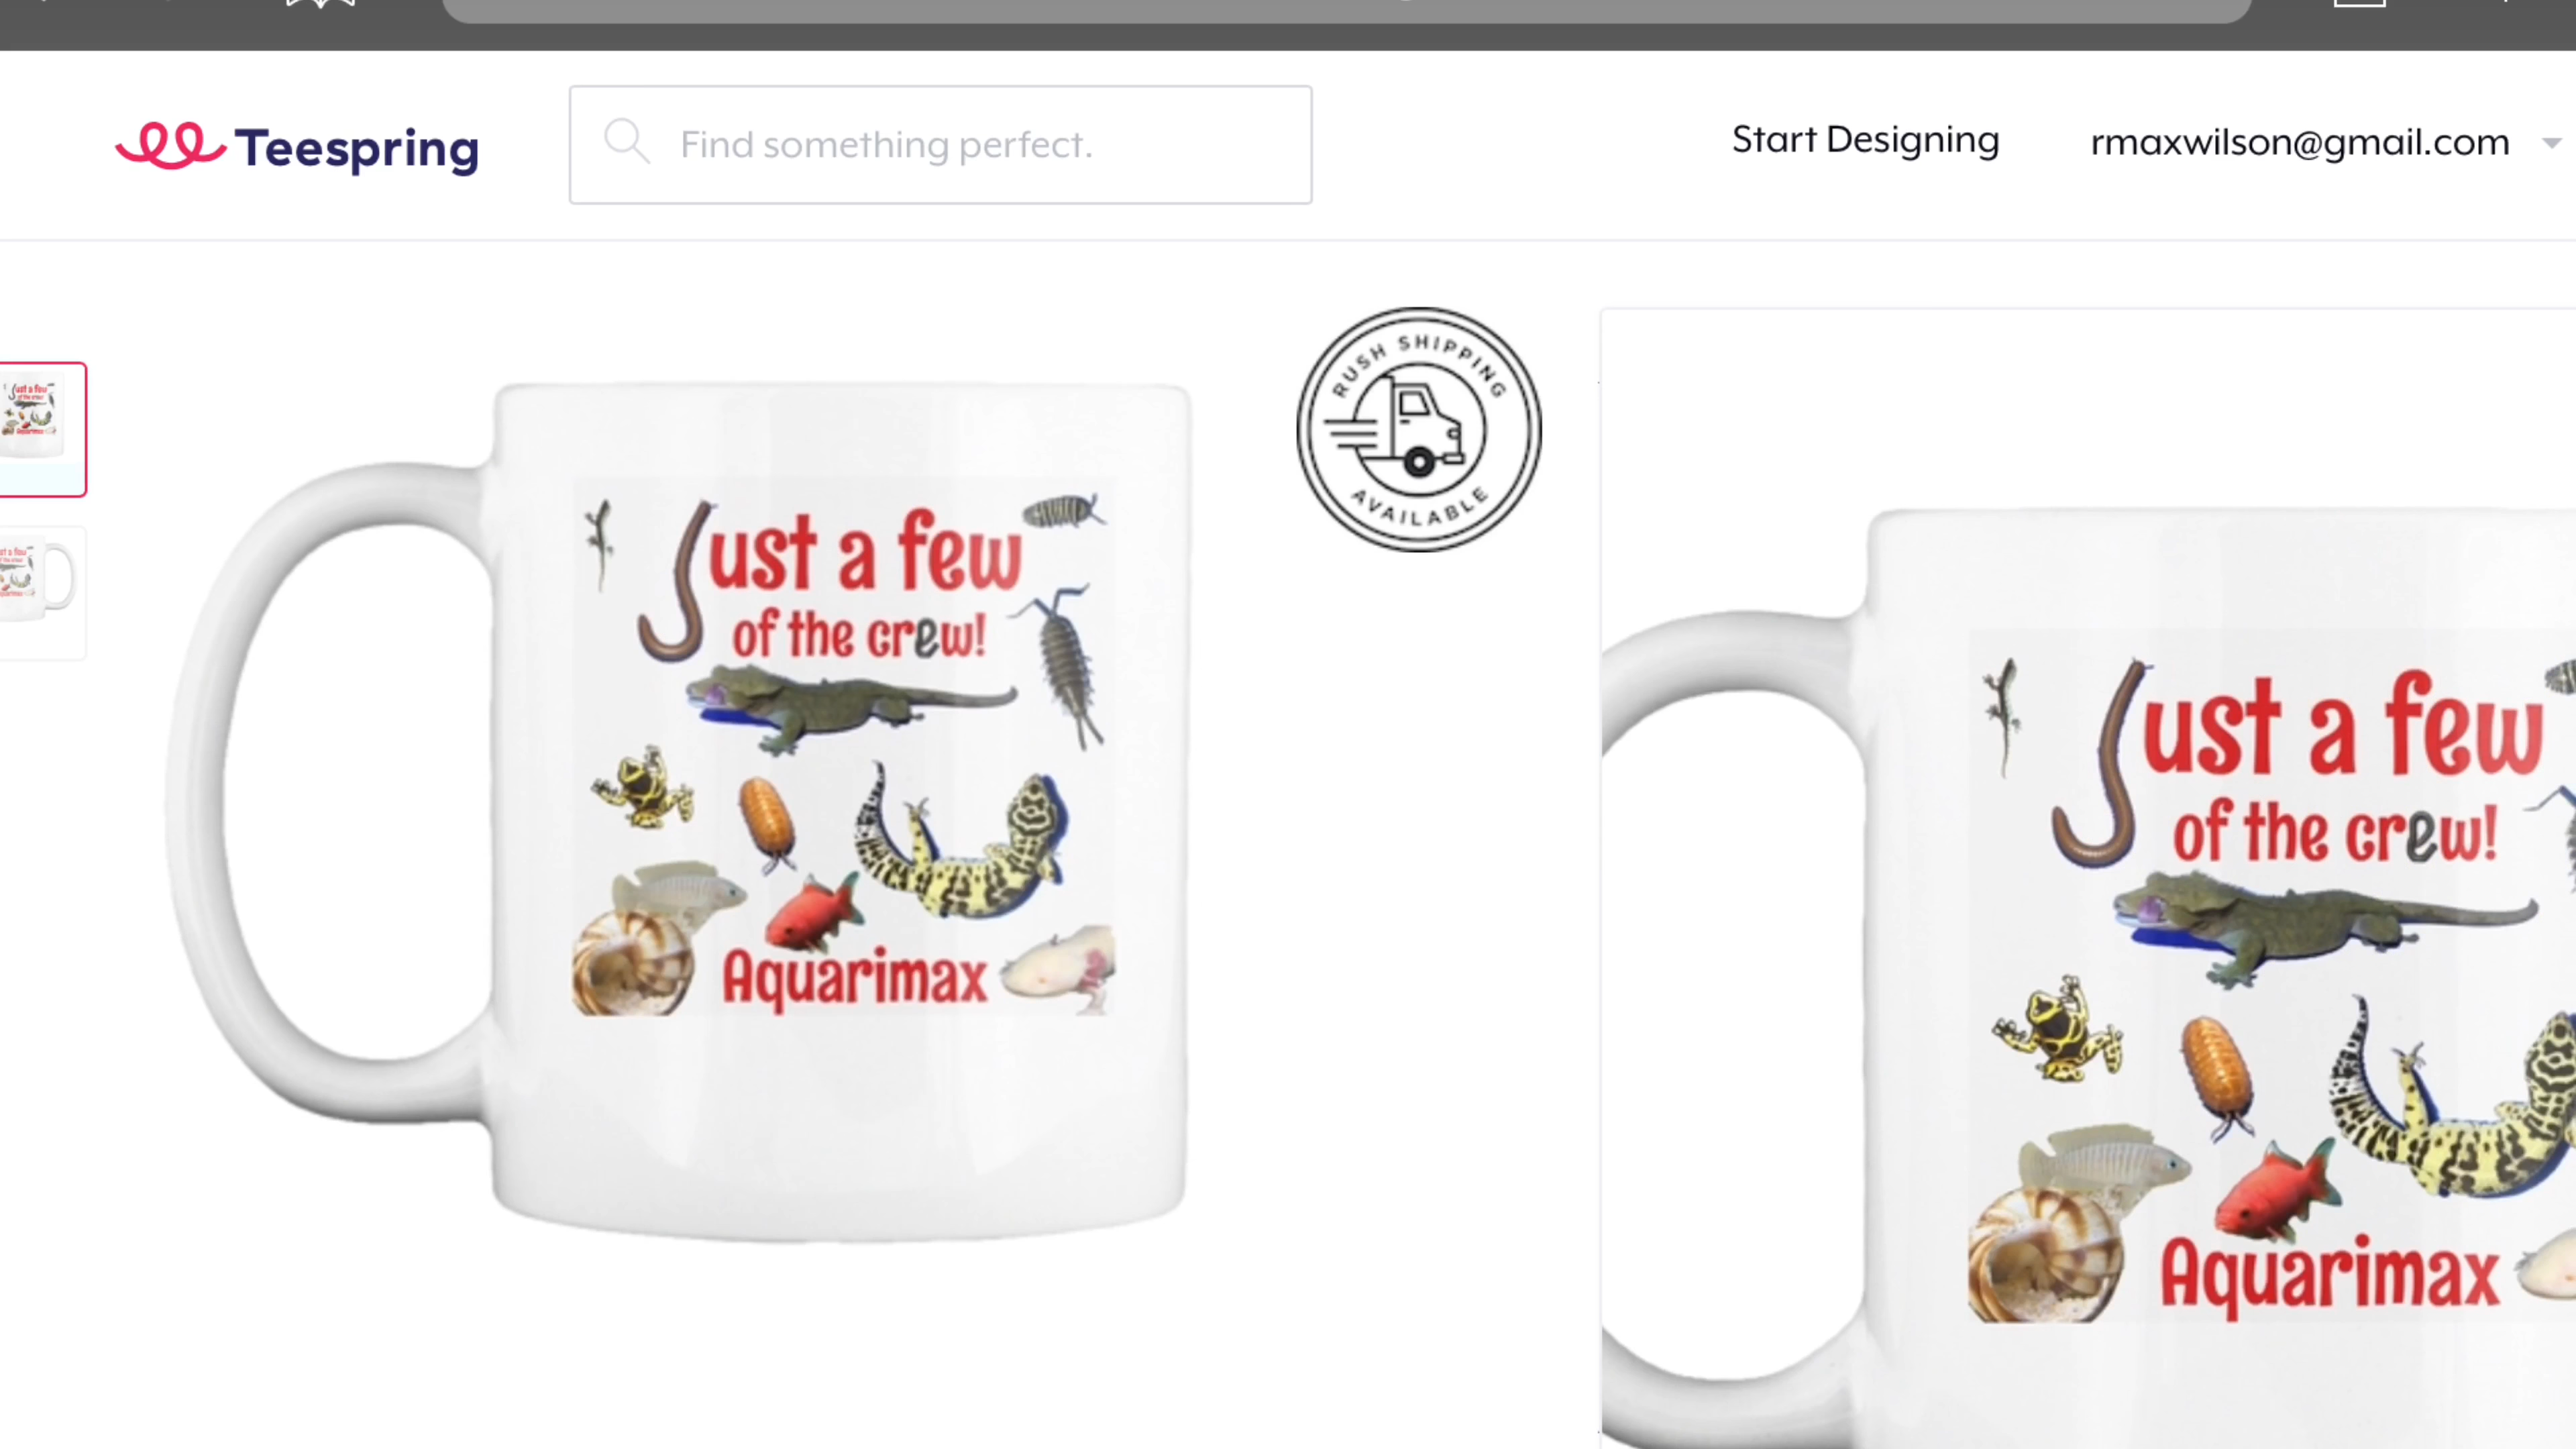 Teespring
Find something perfect.
Start Designing
rmaxwilson@gmail.com
RUSH SHIPPING
AVAILABLE
Just a few
of the crew!
Aquarimax
Just a few
of the crew!
Aquarimax